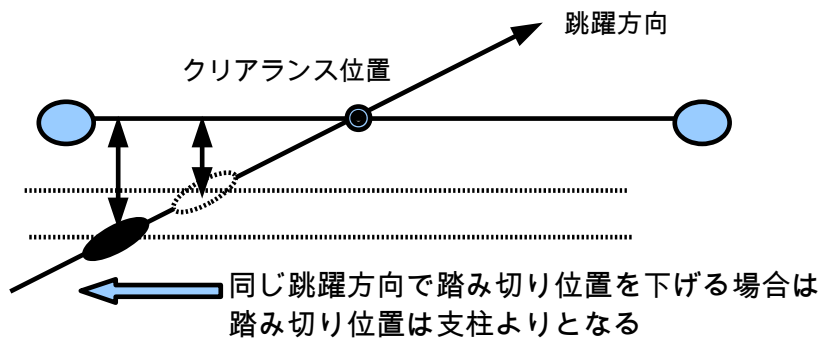 跳躍方向
クリアランス位置
同じ跳躍方向で踏み切り位置を下げる場合は
踏み切り位置は支柱よりとなる